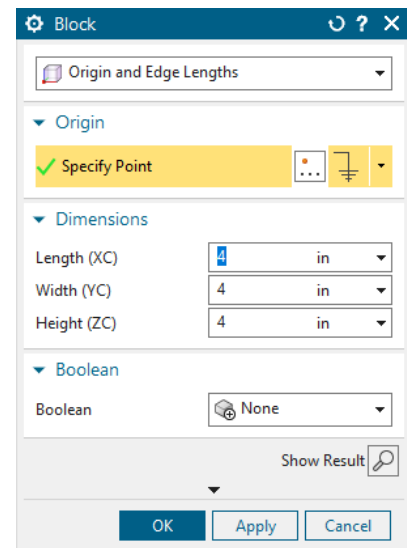 Block
Origin and Edge Lengths
Origin
Specify Point
Dimensions
Length (XC) 4 in
Width (YC) 4 in
Height (ZC) 4 in
Boolean
Boolean None
Show Result
OK Apply Cancel